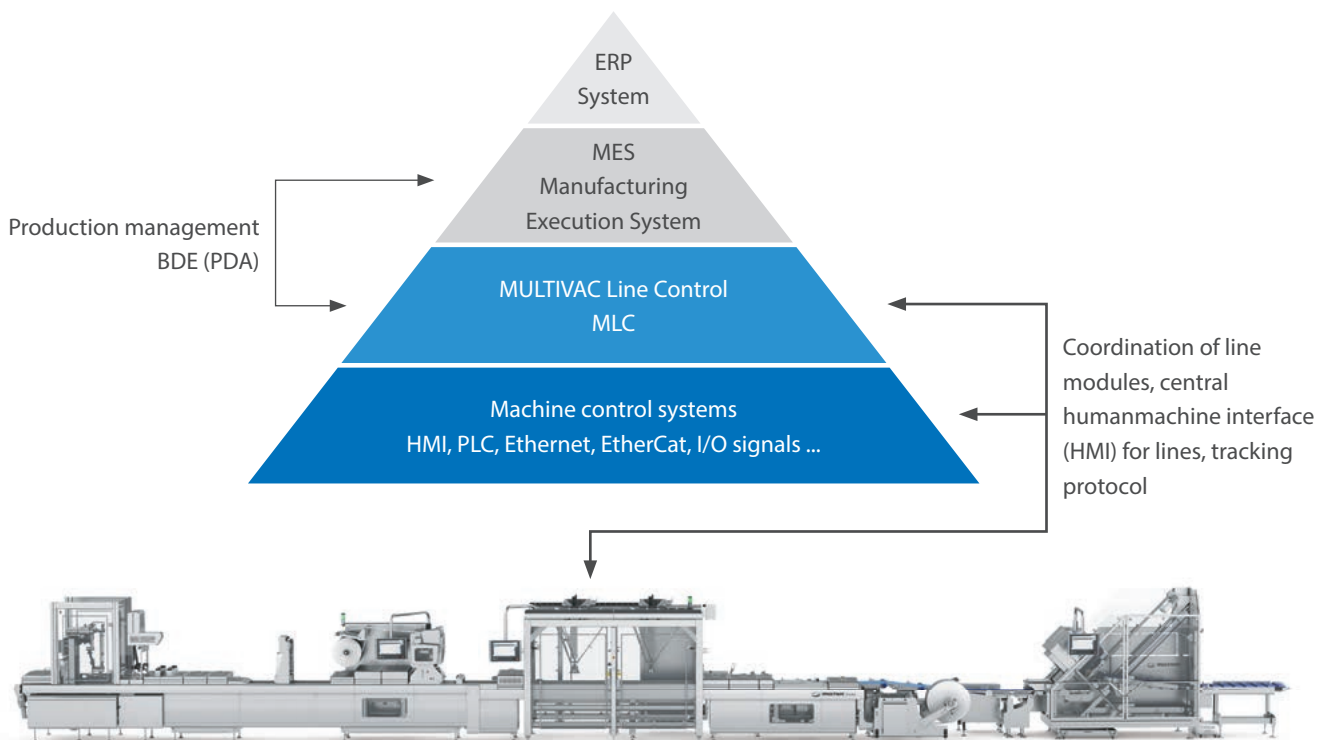 ERP
System
MES
Manufacturing
Execution System
Production management
BDE (PDA)
MULTIVAC Line Control
MLC
Coordination of line
modules, central
humanmachine interface
(HMI) for lines, tracking
protocol
Machine control systems
HMI, PLC, Ethernet, EtherCat, I/O signals ...